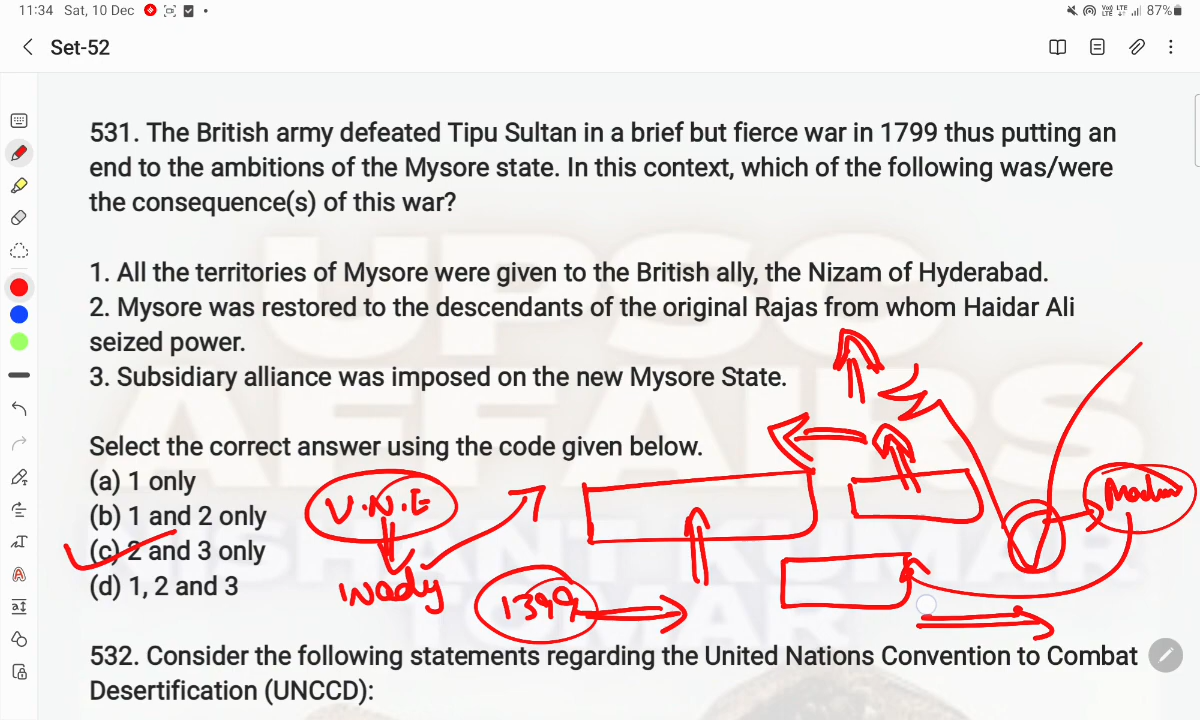 11:34 Sat, 10 Dec
87%
Set-52
531. The British army defeated Tipu Sultan in a brief but fierce war in 1799 thus putting an
end to the ambitions of the Mysore state. In this context, which of the following was/were
the consequence(s) of this war?
1. All the territories of Mysore were given to the British ally, the Nizam of Hyderabad.
2. Mysore was restored to the descendants of the original Rajas from whom Haidar Ali
seized power.
3. Subsidiary alliance was imposed on the new Mysore State.
Select the correct answer using the code given below.
(a) 1 only
(b) 1 and 2 only
(c) 2 and 3 only
(d) 1, 2 and 3
V.N.E
Wody
1399
532. Consider the following statements regarding the United Nations Convention to Combat
Desertification (UNCCD):
UPSC
AFFAIRS